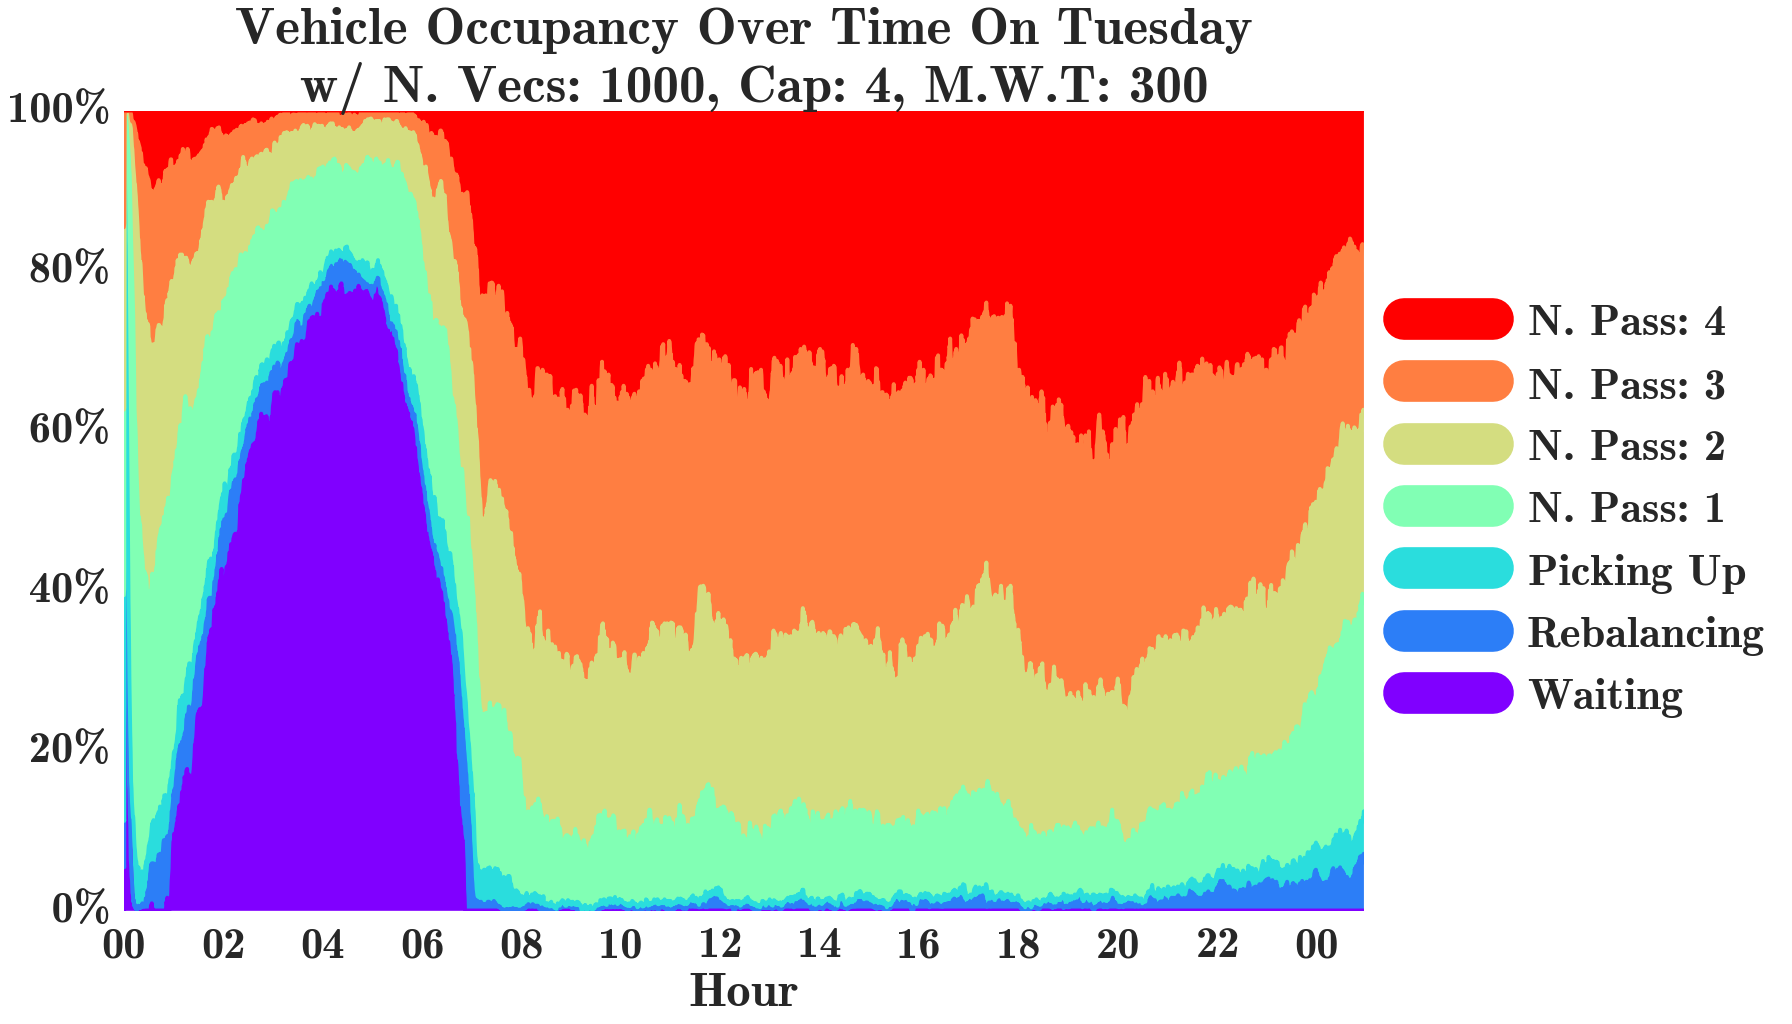 Vehicle Occupancy Over Time On Tuesday
w/ N. Vecs: 1000, Cap: 4, M.W.T: 300
100%
80%
60%
40%
20%
0%
00 02 04 06 08 10 12 14 16 18 20 22 00
Hour
N. Pass: 4
N. Pass: 3
N. Pass: 2
N. Pass: 1
Picking Up
Rebalancing
Waiting